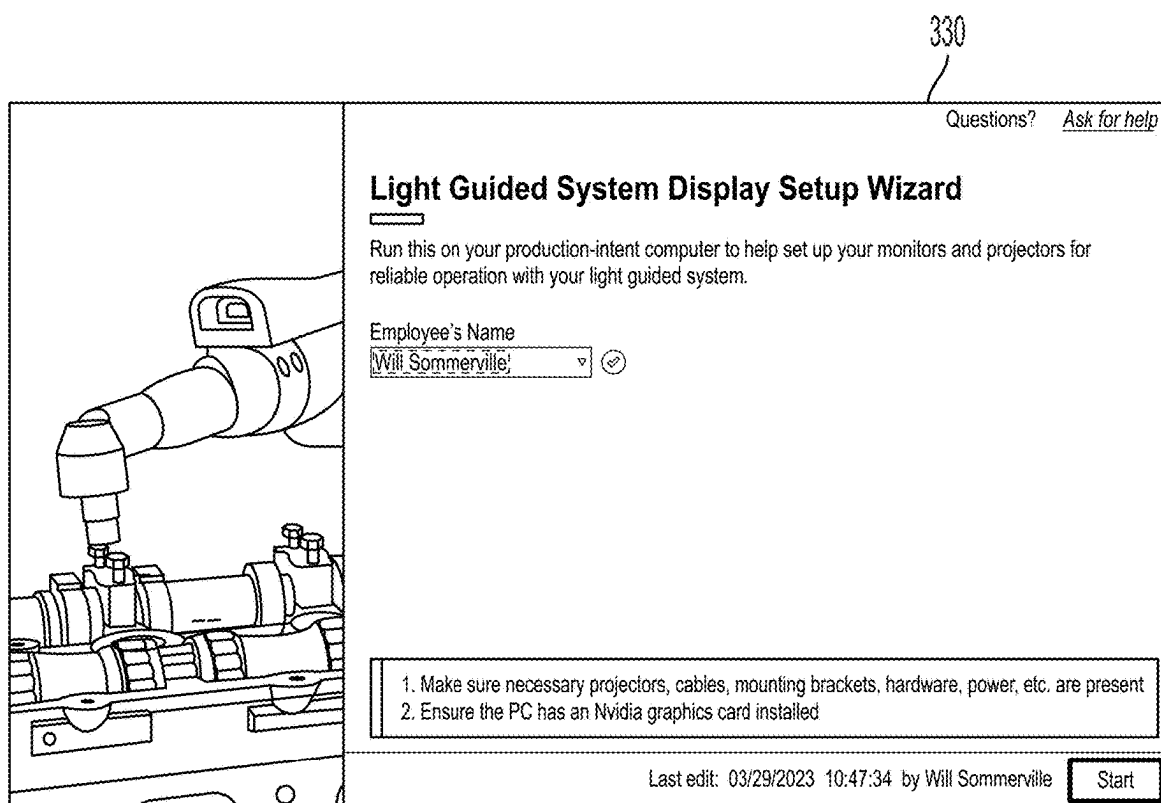 330
Questions? Ask for help
Light Guided System Display Setup Wizard
Run this on your production-intent computer to help set up your monitors and projectors for
reliable operation with your light guided system.
Employee's Name
Will Sommerville
1. Make sure necessary projectors, cables, mounting brackets, hardware, power, etc. are present
2. Ensure the PC has an Nvidia graphics card installed
Last edit: 03/29/2023 10:47:34 by Will Sommerville Start